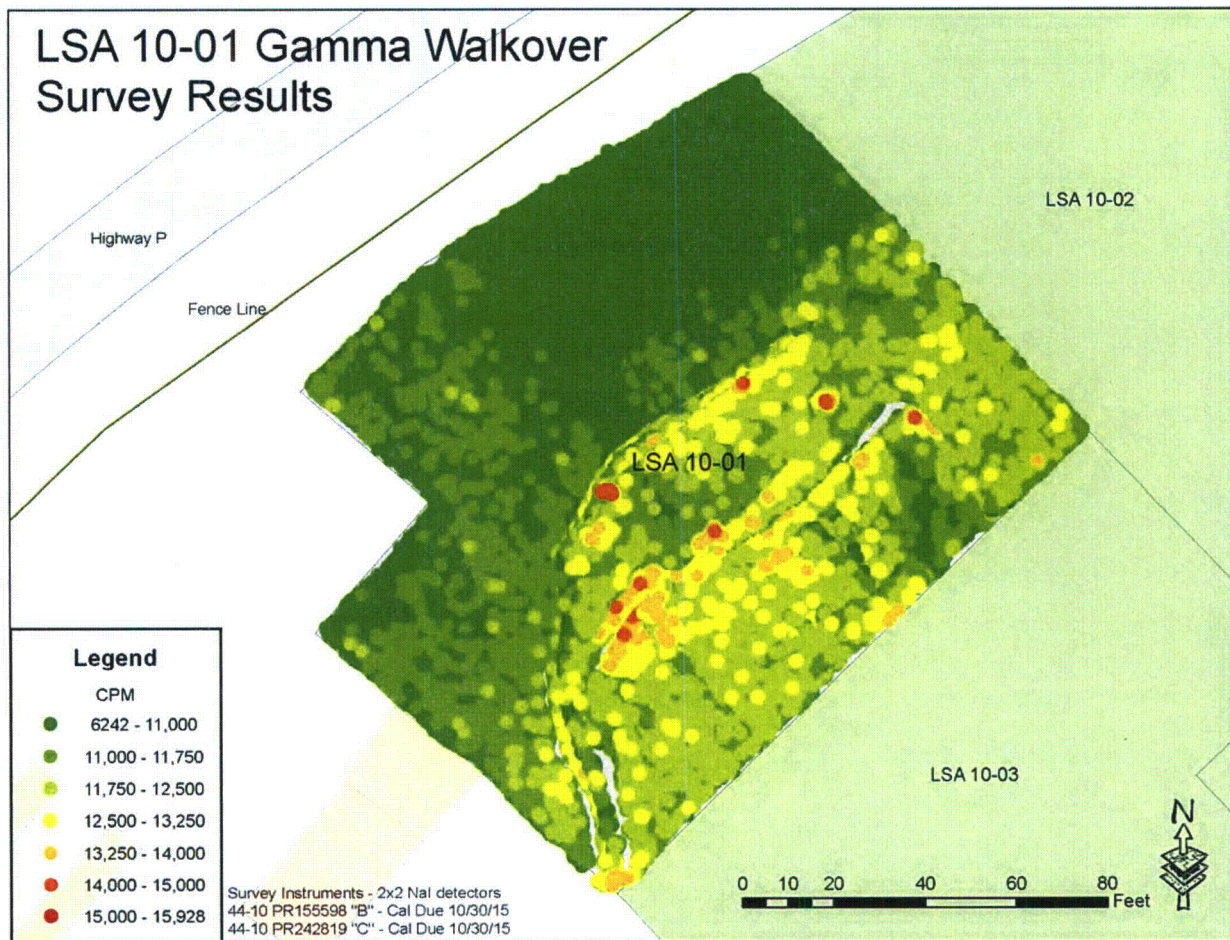 LSA 10-01 Gamma Walkover
Survey Results
LSA 10-02
Highway P
Fence Line
LSA 10-01
LSA 10-03
Legend
CPM
6242 - 11,000
11,000 - 11,750
11,750 - 12,500
12,500 - 13,250
13,250 - 14,000
14,000 - 15,000
15,000 - 15,928
Survey Instruments - 2x2 NaI detectors
44-10 PR155598 "B" - Cal Due 10/30/15
44-10 PR242819 "C" - Cal Due 10/30/15
N
0 10 20 40 60 80
Feet